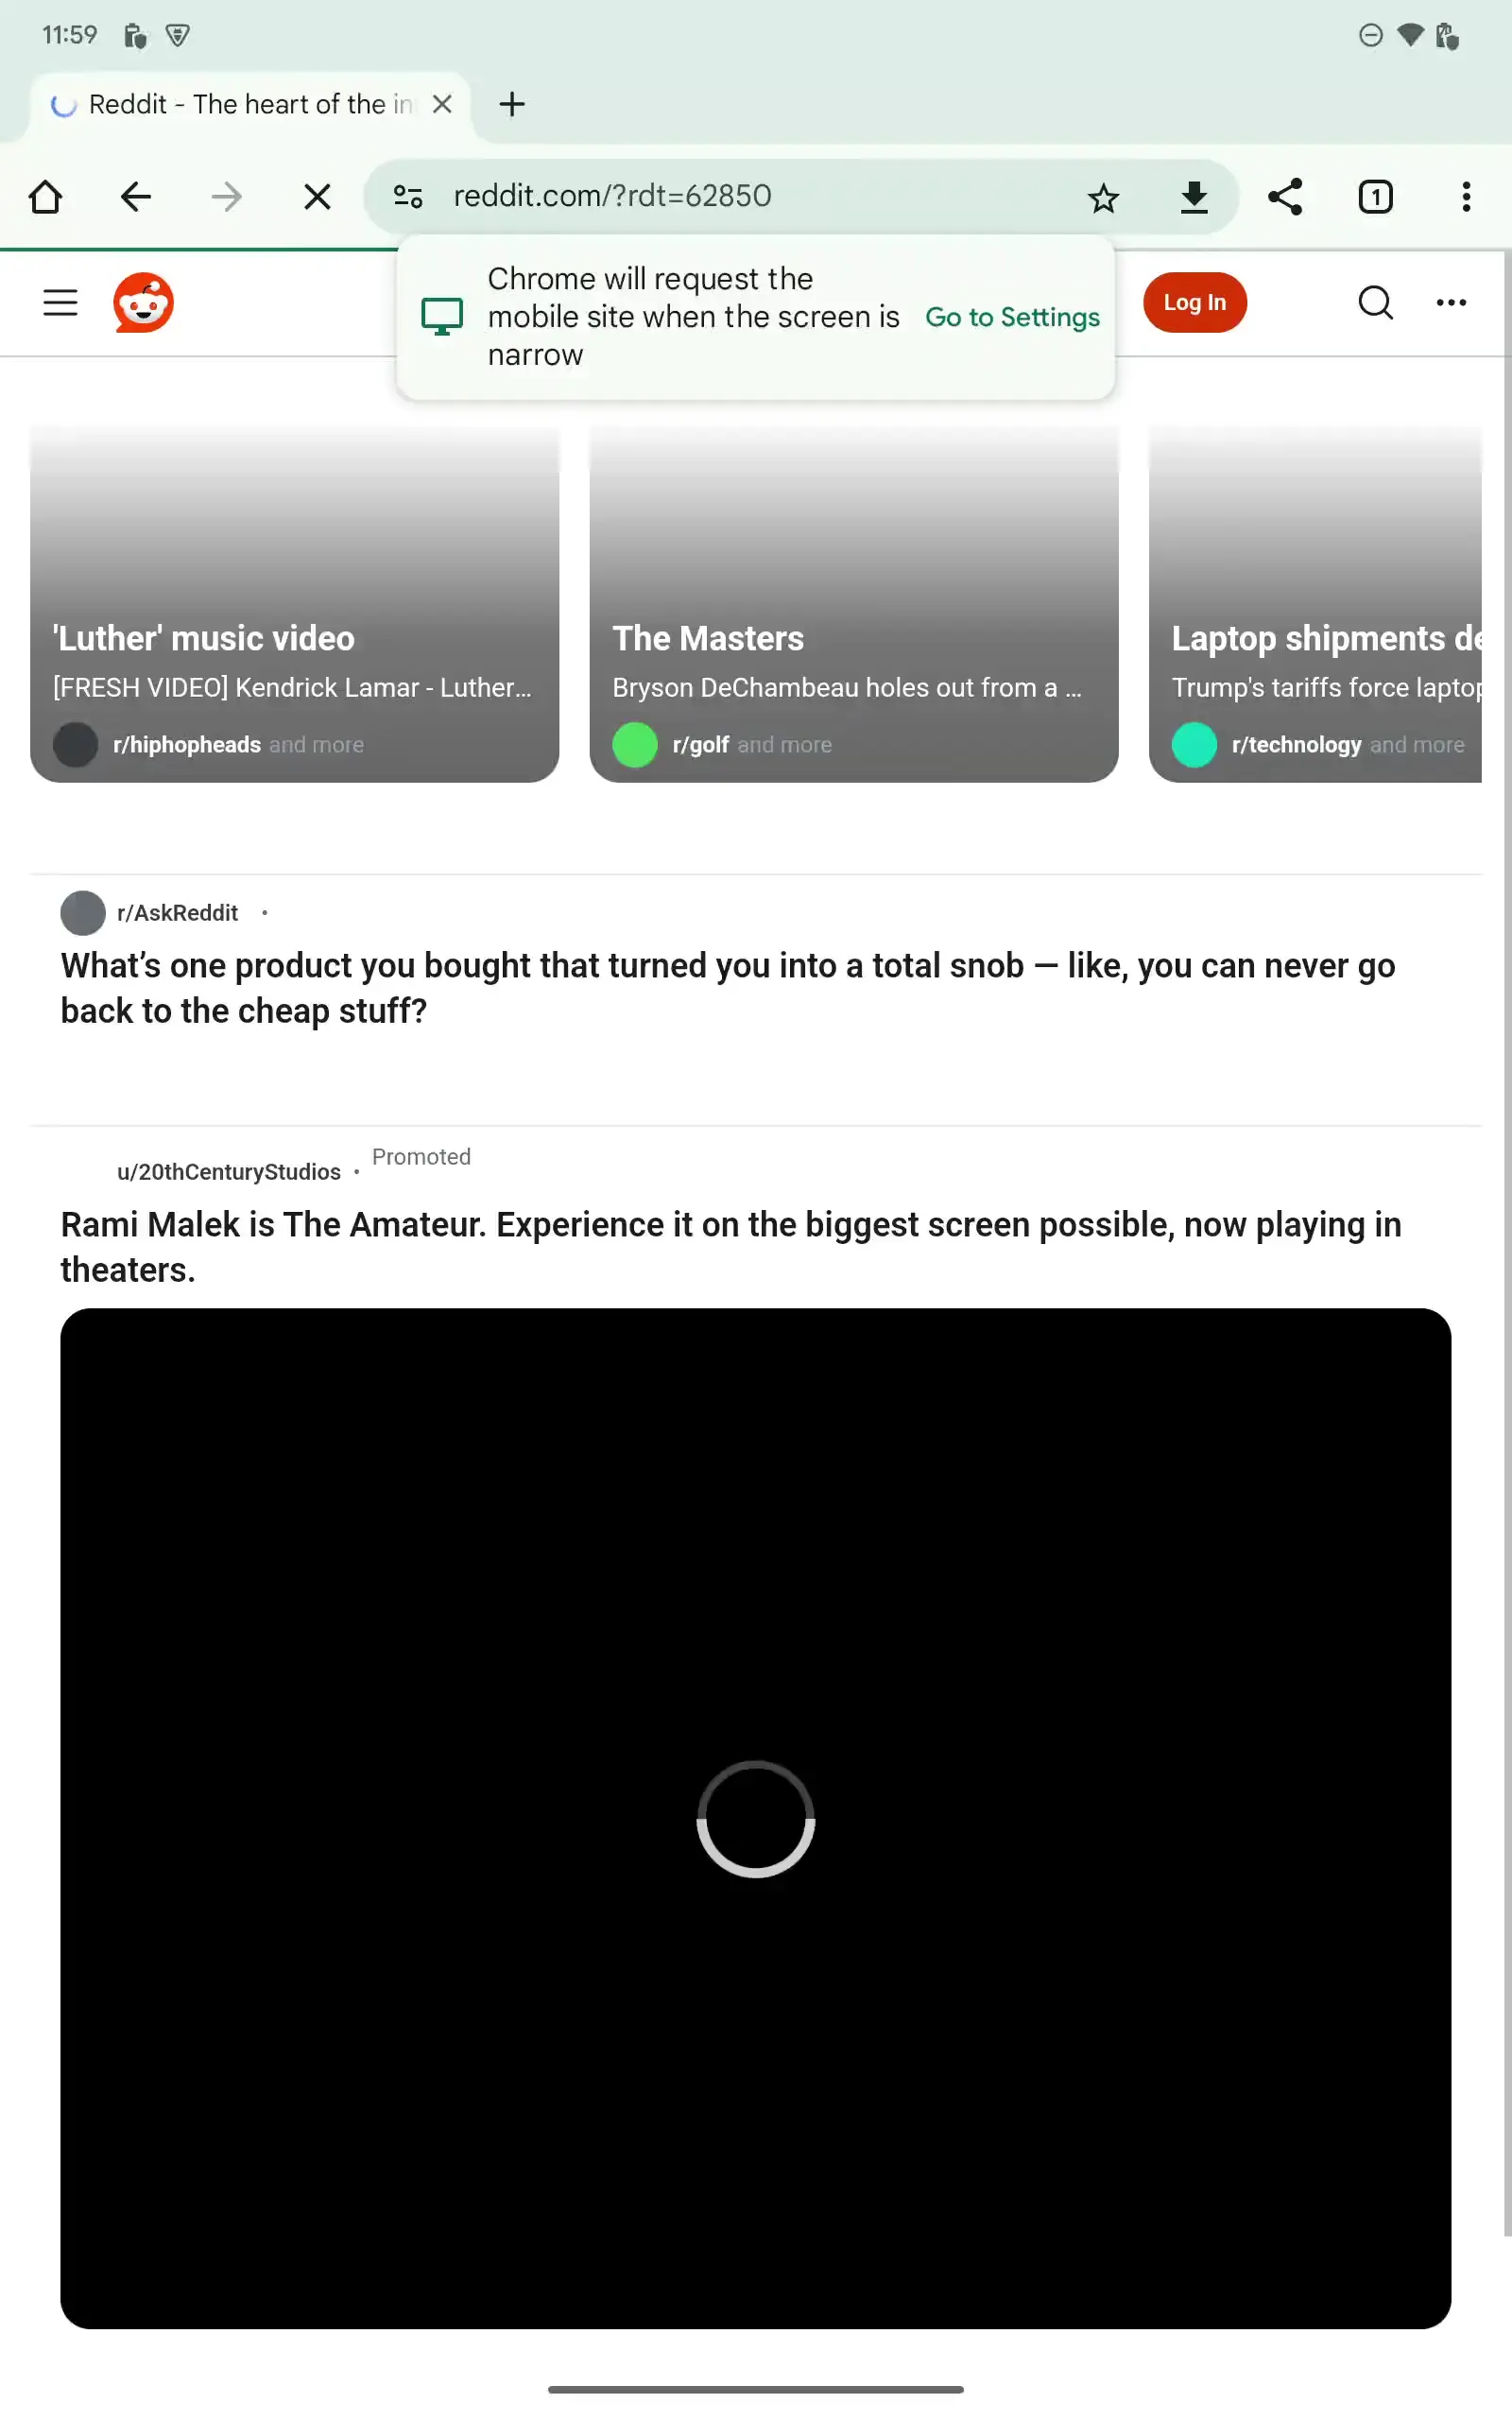 11:59
Reddit - The heart of the in
reddit.com/?rdt=62850
1
Chrome will request the
mobile site when the screen is
narrow
Go to Settings
Log In
'Luther' music video
[FRESH VIDEO] Kendrick Lamar - Luther...
r/hiphopheads and more
The Masters
Bryson DeChambeau holes out from a ...
r/golf and more
Laptop shipments de
Trump's tariffs force laptop
r/technology and more
r/AskReddit •
What’s one product you bought that turned you into a total snob — like, you can never go
back to the cheap stuff?
u/20thCenturyStudios • Promoted
Rami Malek is The Amateur. Experience it on the biggest screen possible, now playing in
theaters.